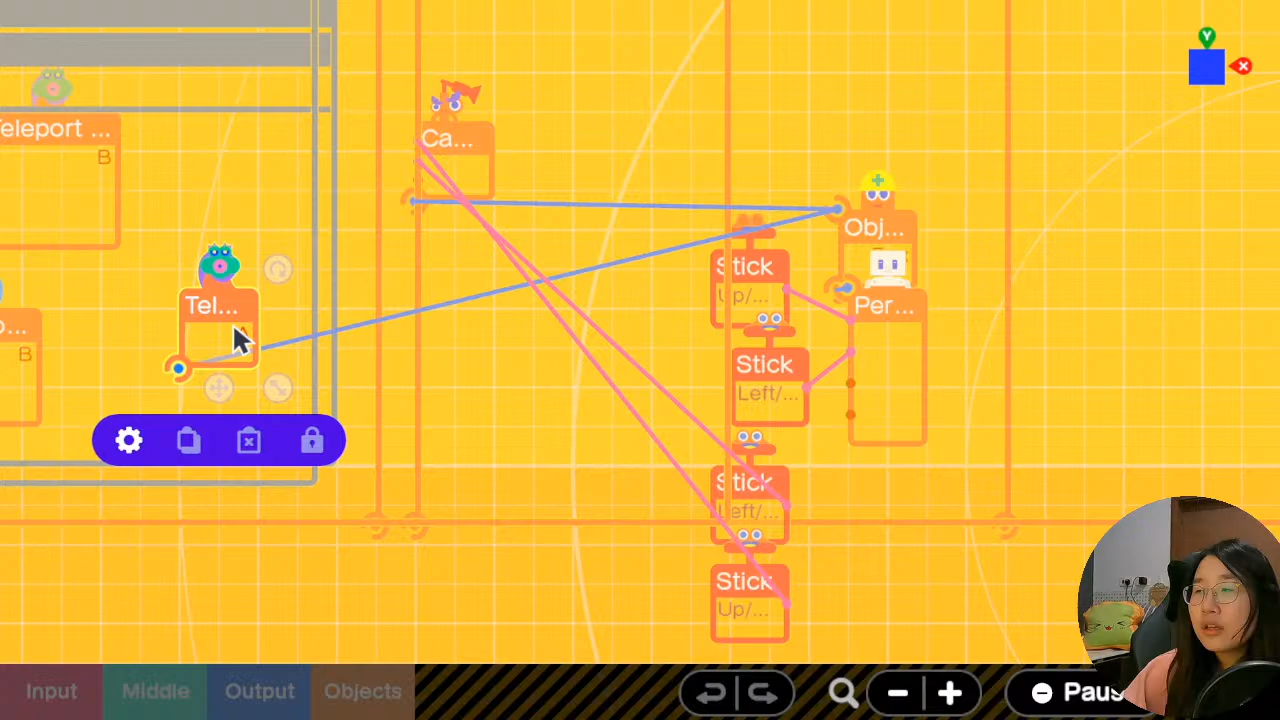 Y
X
Ca...
Teleport ...
B
Obj...
Stick
Up/...
Tel...
A
Per...
o...
B
Stick
Left/...
Stick
Left/...
Stick
Up/...
Input
Middle
Output
Objects
Paus